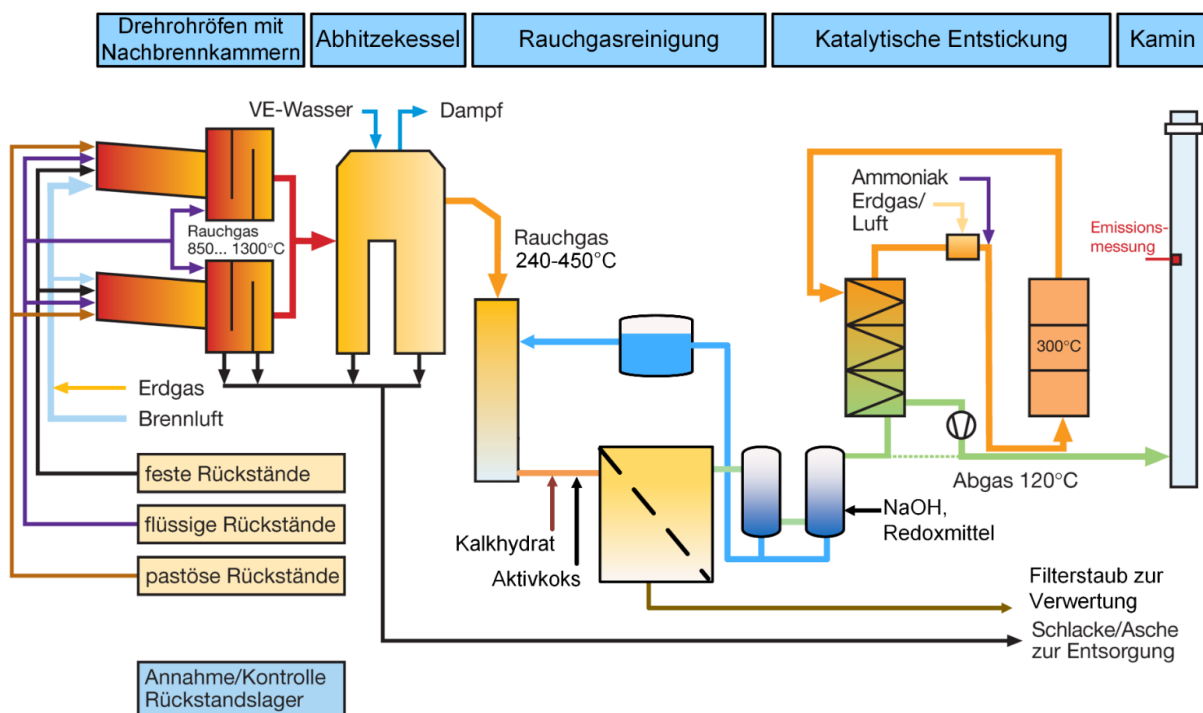 Drehrohröfen mit
Nachbrennkammern
Abhitzekessel
Rauchgasreinigung
Katalytische Entstickung
Kamin
VE-Wasser
Dampf
Rauchgas
850... 1300°C
Rauchgas
240-450°C
Ammoniak
Erdgas/
Luft
Emissions-
messung
300°C
Erdgas
Brennluft
Abgas 120°C
feste Rückstände
flüssige Rückstände
pastöse Rückstände
Kalkhydrat
Aktivkoks
NaOH,
Redoxmittel
Filterstaub zur
Verwertung
Schlacke/Asche
zur Entsorgung
Annahme/Kontrolle
Rückstandslager